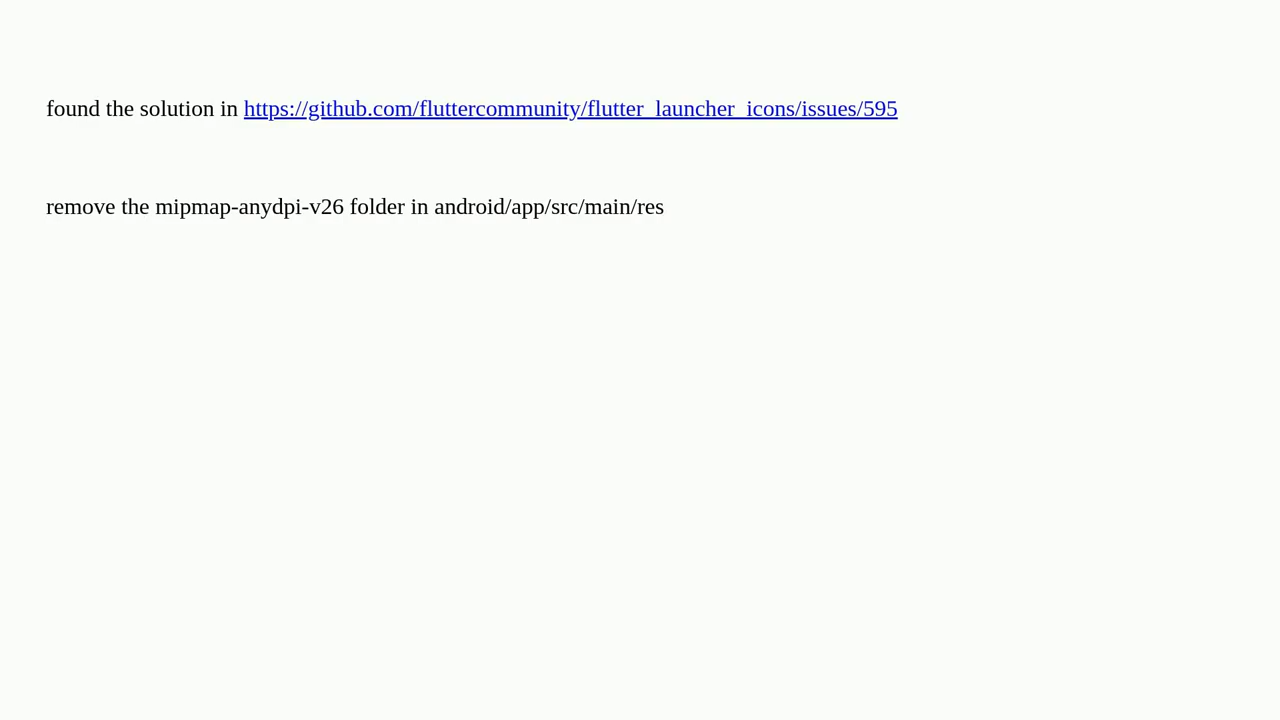 found the solution in https://github.com/fluttercommunity/flutter_launcher_icons/issues/595
remove the mipmap-anydpi-v26 folder in android/app/src/main/res